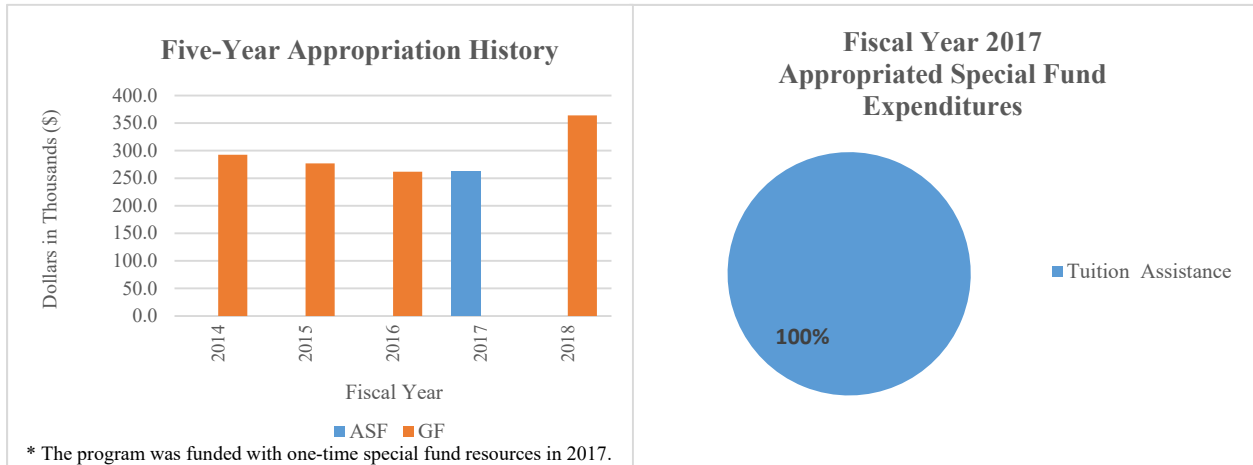 Five-Year Appropriation History
Dollars in Thousands ($)
400.0
350.0
300.0
250.0
200.0
150.0
100.0
50.0
0.0
2014
2015
2016
2017
2018
Fiscal Year
ASF GF
* The program was funded with one-time special fund resources in 2017.
Fiscal Year 2017
Appropriated Special Fund
Expenditures
100%
Tuition Assistance